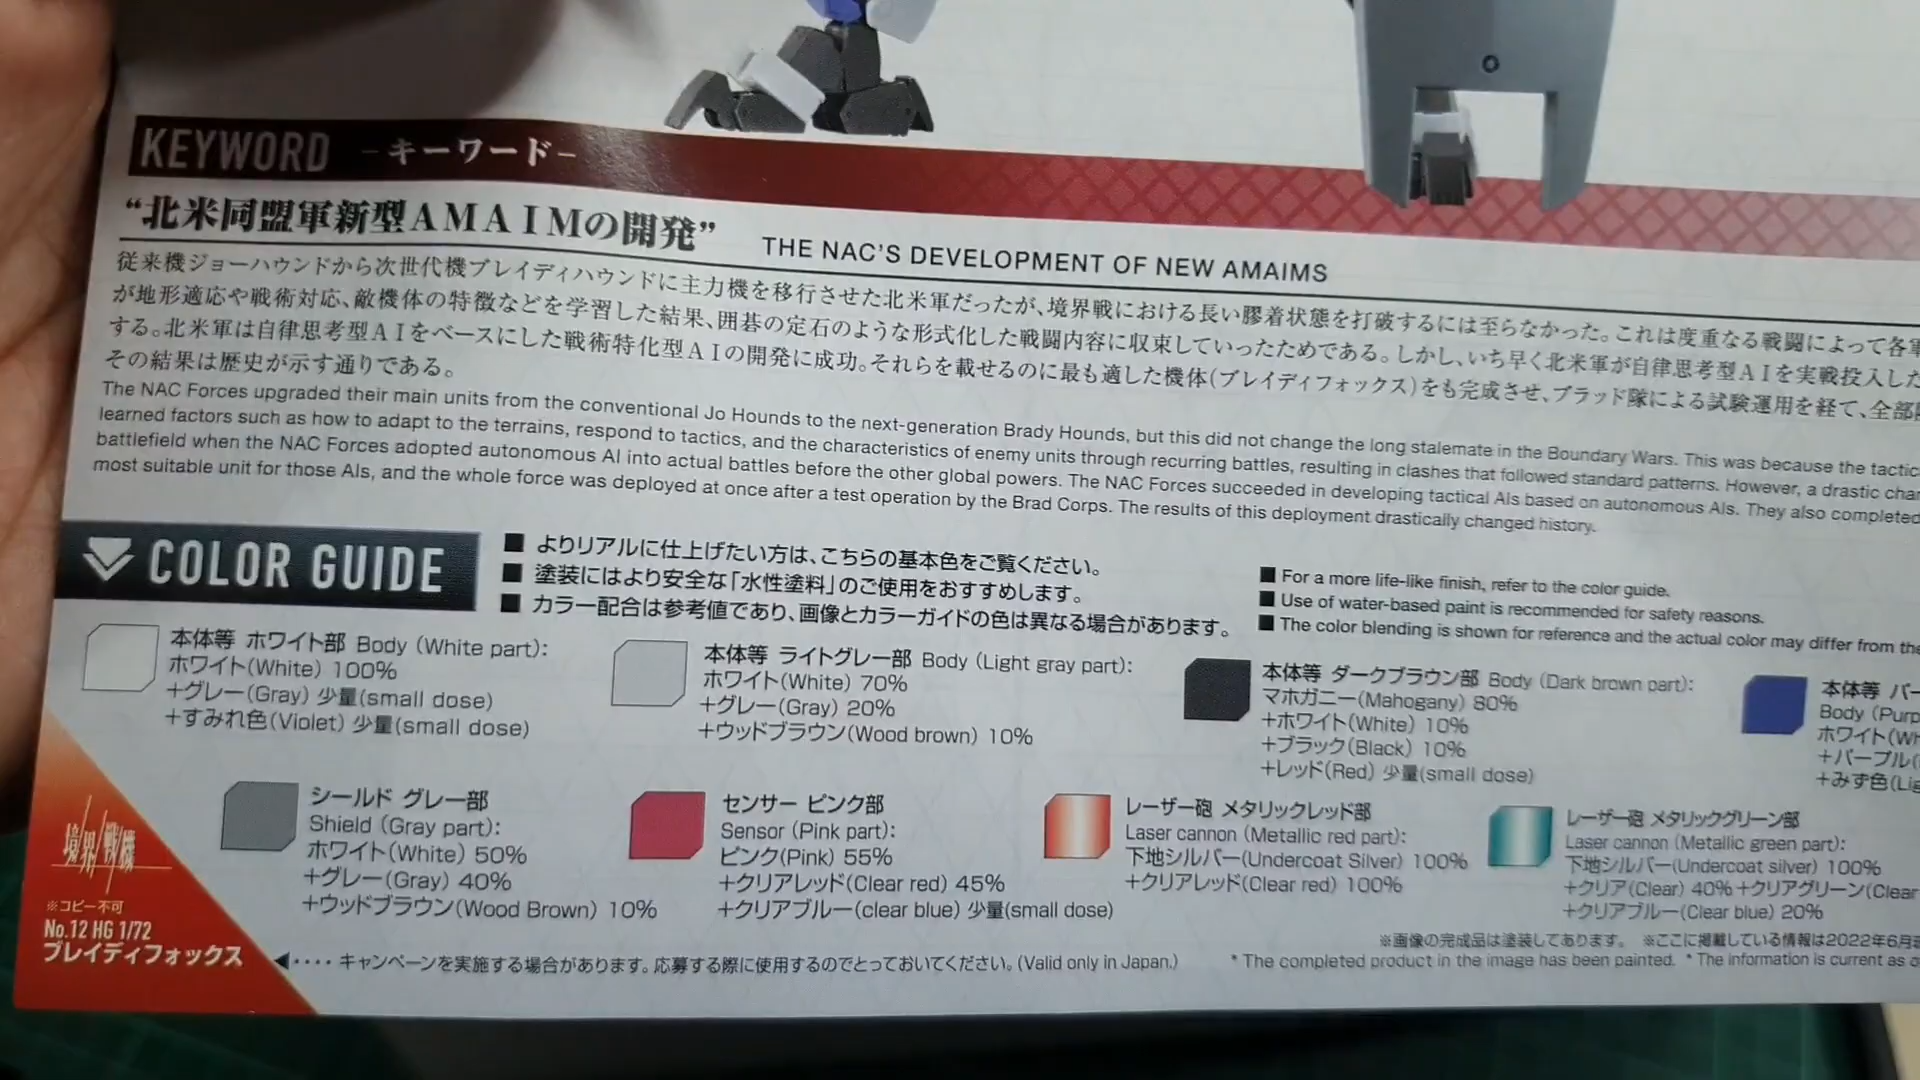 KEYWORD -キーワード-
“北米同盟軍新型AMAIMの開発” THE NAC'S DEVELOPMENT OF NEW AMAIMS
従来機ジョーハウンドから次世代機ブレイディハウンドに主力機を移行させた北米軍だったが、境界戦における長い膠着状態を打破するには至らなかった。これは度重なる戦闘によって各軍
が地形適応や戦術対応、敵機体の特徴などを学習した結果、囲碁の定石のような形式化した戦闘内容に収束していったためである。しかし、いち早く北米軍が自律思考型AIを実戦投入した
する。北米軍は自律思考型AIをベースにした戦術特化型AIの開発に成功。それらを載せるのに最も適した機体(ブレイディフォックス)をも完成させ、ブラッド隊による試験運用を経て、全部
その結果は歴史が示す通りである。
The NAC Forces upgraded their main units from the conventional Jo Hounds to the next-generation Brady Hounds, but this did not change the long stalemate in the Boundary Wars. This was because the tactic
learned factors such as how to adapt to the terrains, respond to tactics, and the characteristics of enemy units through recurring battles, resulting in clashes that followed standard patterns. However, a drastic chan
battlefield when the NAC Forces adopted autonomous AI into actual battles before the other global powers. The NAC Forces succeeded in developing tactical AIs based on autonomous AIs. They also completed
most suitable unit for those AIs, and the whole force was deployed at once after a test operation by the Brad Corps. The results of this deployment drastically changed history.
COLOR GUIDE
■ よりリアルに仕上げたい方は、こちらの基本色をご覧ください。
■ 塗装にはより安全な「水性塗料」のご使用をおすすめします。
■ カラー配合は参考値であり、画像とカラーガイドの色は異なる場合があります。
■ For a more life-like finish, refer to the color guide.
■ Use of water-based paint is recommended for safety reasons.
■ The color blending is shown for reference and the actual color may differ from the
本体等 ホワイト部 Body (White part):
ホワイト(White) 100%
+グレー(Gray) 少量(small dose)
+すみれ色(Violet) 少量(small dose)
本体等 ライトグレー部 Body (Light gray part):
ホワイト(White) 70%
+グレー(Gray) 20%
+ウッドブラウン(Wood brown) 10%
本体等 ダークブラウン部 Body (Dark brown part):
マホガニー(Mahogany) 80%
+ホワイト(White) 10%
+ブラック(Black) 10%
+レッド(Red) 少量(small dose)
本体等 パー
Body (Purp
ホワイト(Wh
+パープル(
+みず色(Lig
シールド グレー部
Shield (Gray part):
ホワイト(White) 50%
+グレー(Gray) 40%
+ウッドブラウン(Wood Brown) 10%
センサー ピンク部
Sensor (Pink part):
ピンク(Pink) 55%
+クリアレッド(Clear red) 45%
+クリアブルー(clear blue) 少量(small dose)
レーザー砲 メタリックレッド部
Laser cannon (Metallic red part):
下地シルバー(Undercoat Silver) 100%
+クリアレッド(Clear red) 100%
レーザー砲 メタリックグリーン部
Laser cannon (Metallic green part):
下地シルバー(Undercoat silver) 100%
+クリア(Clear) 40%+クリアグリーン(Clear
+クリアブルー(Clear blue) 20%
境界戦機
※コピー不可
No.12 HG 1/72
ブレイディフォックス
◀････ キャンペーンを実施する場合があります。応募する際に使用するのでとっておいてください。(Valid only in Japan.)
※画像の完成品は塗装してあります。 ※ここに掲載している情報は2022年6月
* The completed product in the image has been painted. * The information is current as o